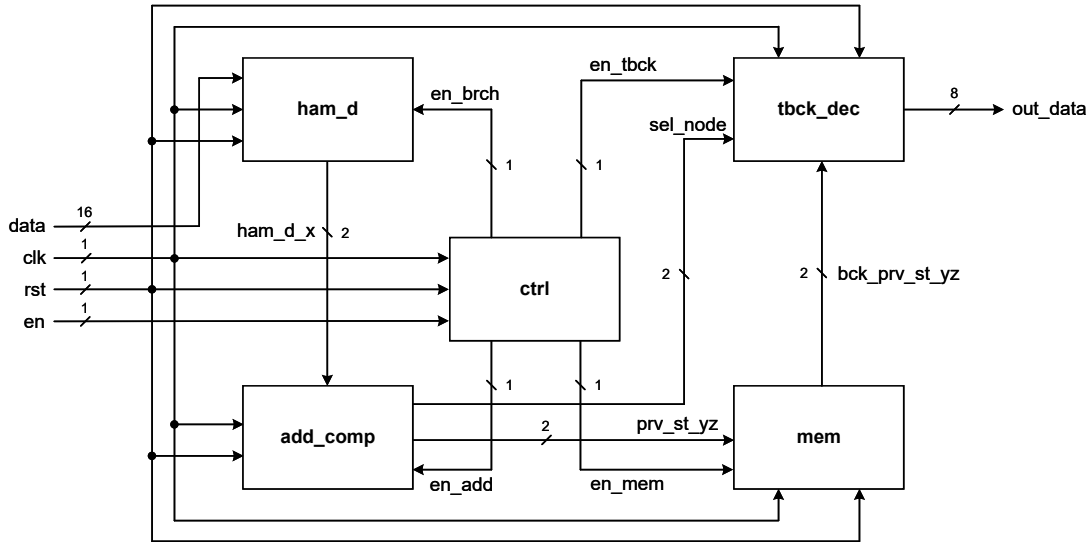 en_tbck
8
ham_d
en_brch
tbck_dec
out_data
sel_node
1
1
16
data
ham_d_x
2
1
clk
1
rst
2
2
bck_prv_st_yz
ctrl
1
en
1
1
add_comp
2
prv_st_yz
mem
en_add
en_mem